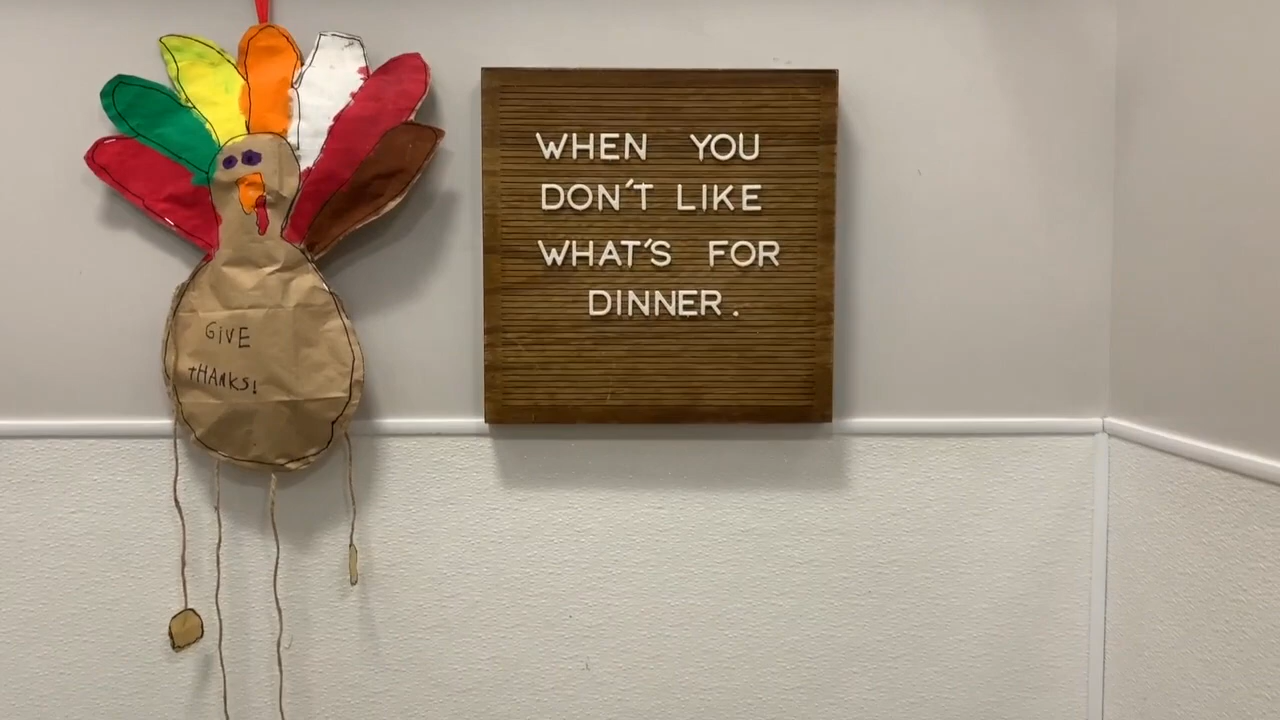 GIVE
THANKS!
WHEN YOU
DON'T LIKE
WHAT'S FOR
DINNER.